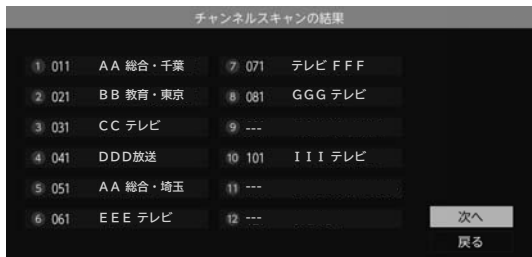 チャンネルスキャンの結果
1 011 AA 総合・千葉
2 021 BB 教育・東京
3 031 CC テレビ
4 041 DDD放送
5 051 AA 総合・埼玉
6 061 EEE テレビ
7 071 テレビ FFF
8 081 GGG テレビ
9 ---
10 101 III テレビ
11 ---
12 ---
次へ
戻る